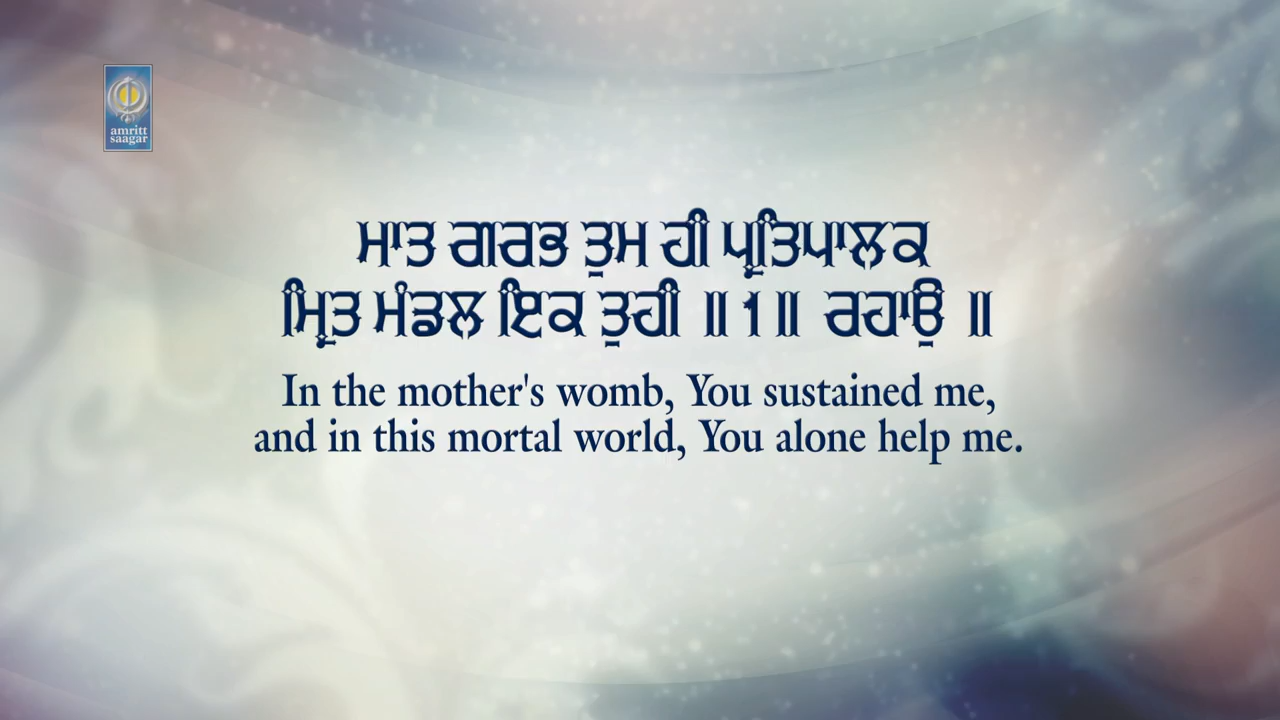 amritt
saagar
ਮਾਤ ਗਰਭ ਤੁਮ ਹੀ ਪ੍ਰਤਿਪਾਲਕ
ਮ੍ਰਿਤ ਮੰਡਲ ਇਕ ਤੁਹੀ ॥ 1 ॥ ਰਹਾਉ ॥
In the mother's womb, You sustained me,
and in this mortal world, You alone help me.